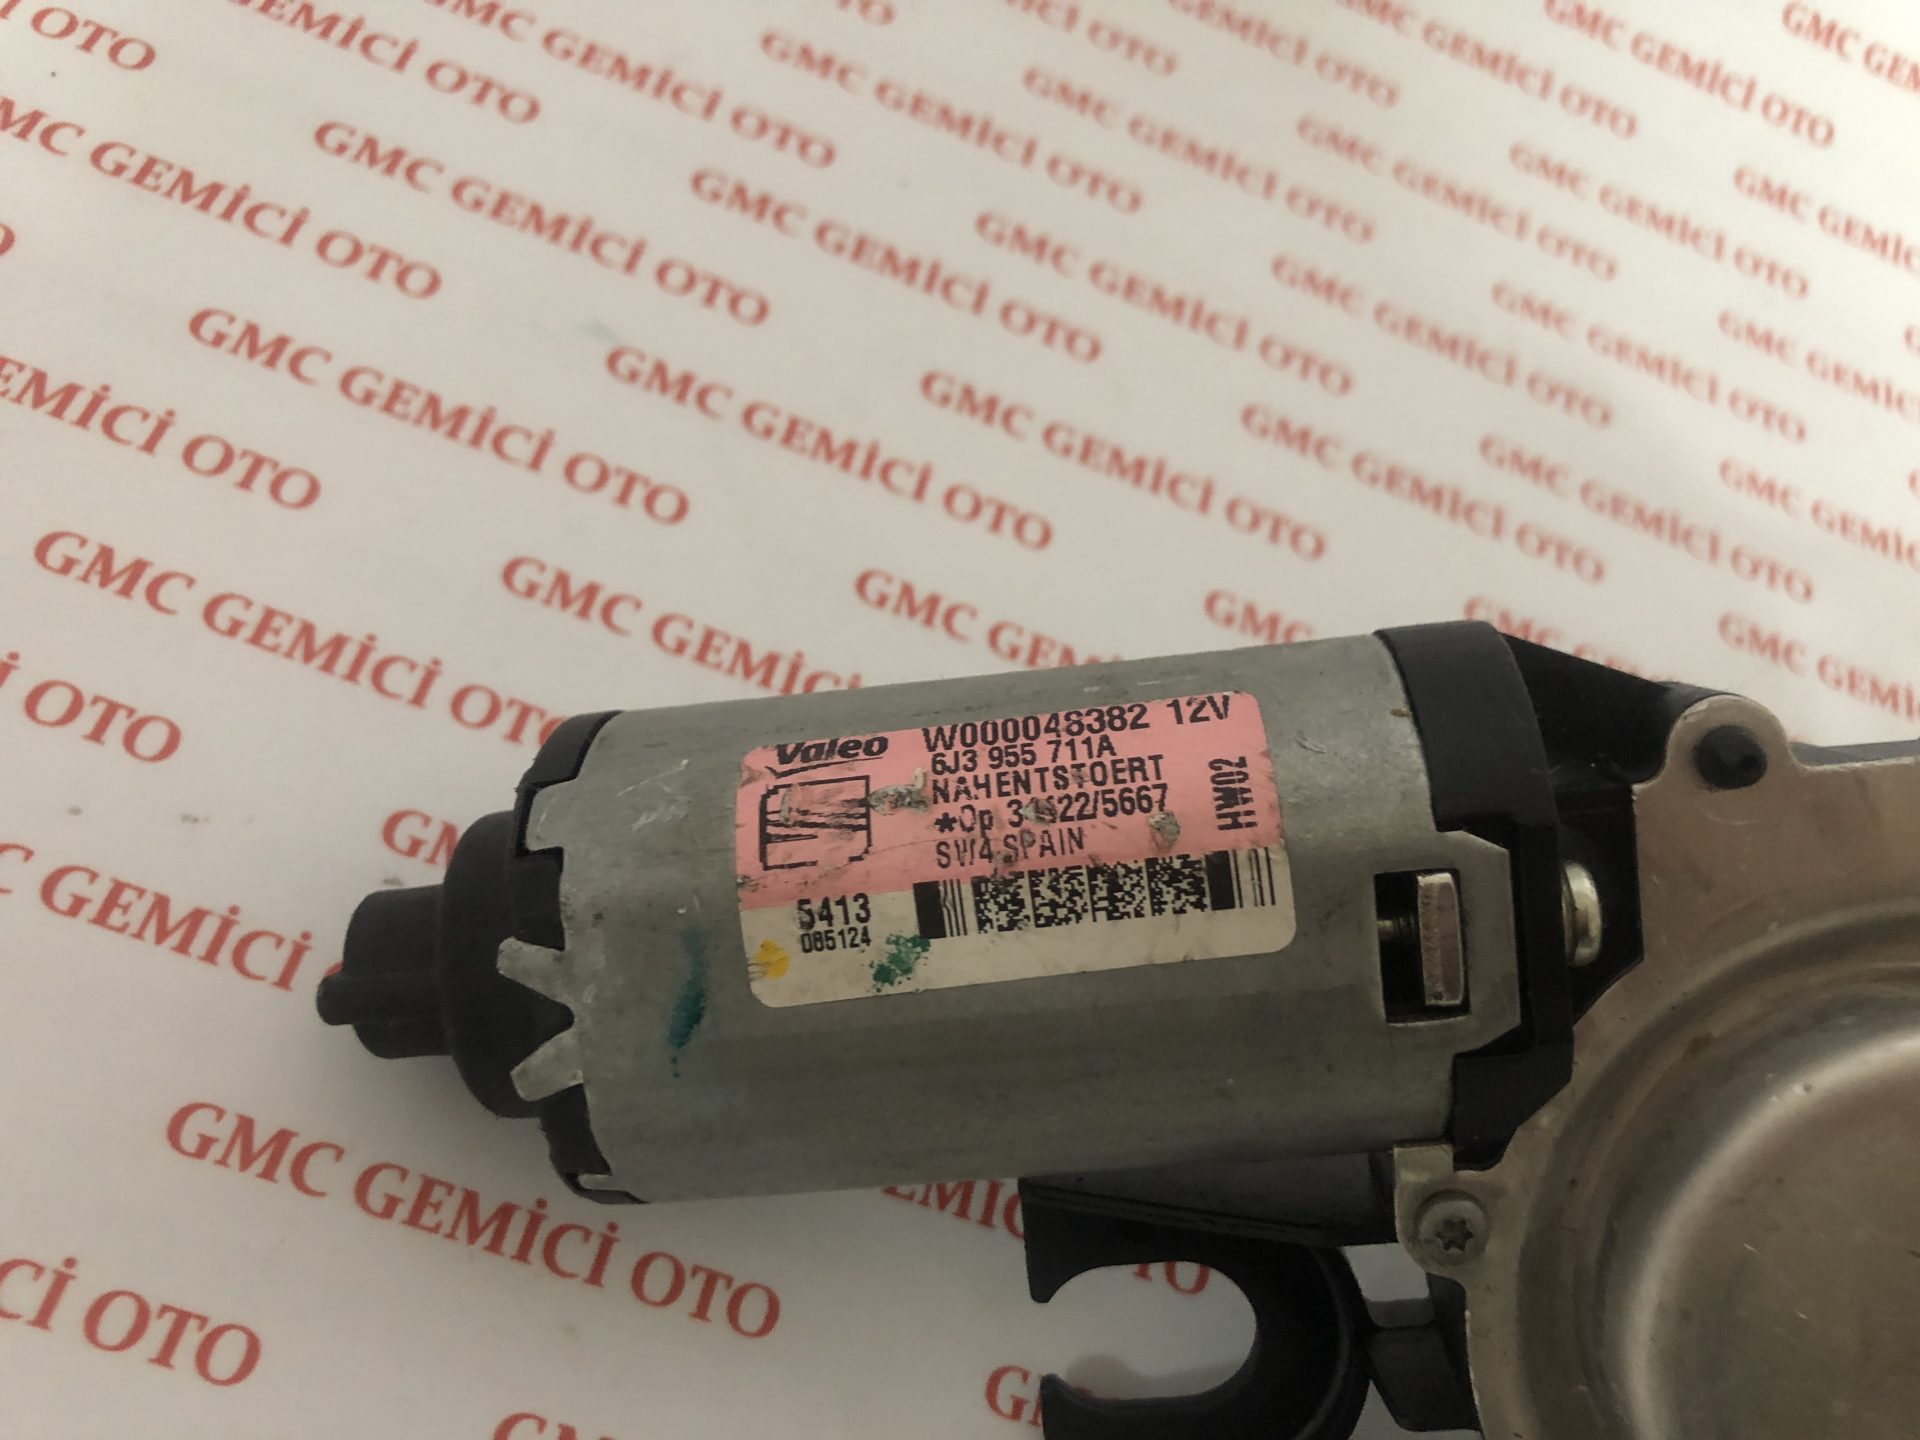 GMC GEMİCİ OTO
Valeo
W000048382 12V
6J3 955 711A
NAHENTSTOERT
SW4 SPAIN
HW02
5413
085124